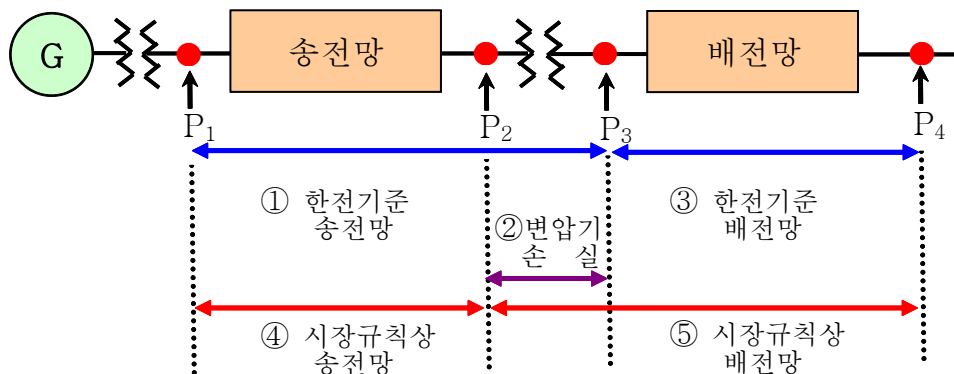 G
송전망
배전망
P₁
P₂
P₃
P₄
① 한전기준
송전망
②변압기
손 실
③ 한전기준
배전망
④ 시장규칙상
송전망
⑤ 시장규칙상
배전망